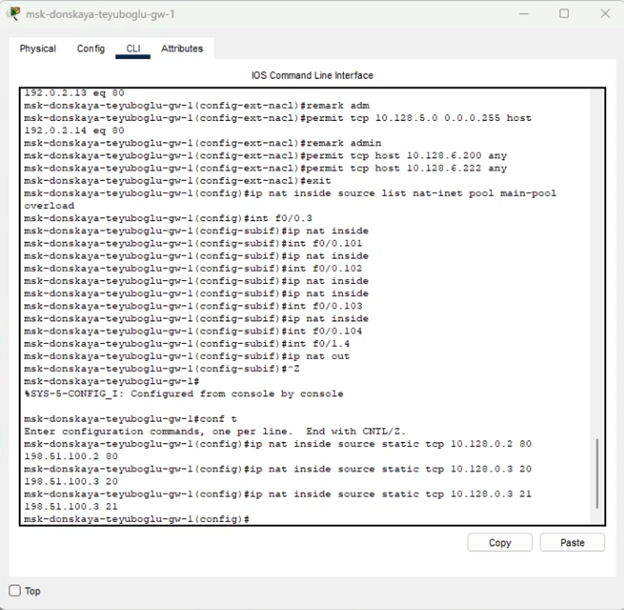 msk-donskaya-teyuboglu-gw-1
Physical Config CLI Attributes
IOS Command Line Interface
192.0.2.13 eq 80
msk-donskaya-teyuboglu-gw-1(config-ext-nacl)#remark adm
msk-donskaya-teyuboglu-gw-1(config-ext-nacl)#permit tcp 10.128.5.0 0.0.0.255 host
192.0.2.14 eq 80
msk-donskaya-teyuboglu-gw-1(config-ext-nacl)#remark admin
msk-donskaya-teyuboglu-gw-1(config-ext-nacl)#permit tcp host 10.128.6.200 any
msk-donskaya-teyuboglu-gw-1(config-ext-nacl)#permit tcp host 10.128.6.222 any
msk-donskaya-teyuboglu-gw-1(config-ext-nacl)#exit
msk-donskaya-teyuboglu-gw-1(config)#ip nat inside source list nat-inet pool main-pool
overload
msk-donskaya-teyuboglu-gw-1(config)#int f0/0.3
msk-donskaya-teyuboglu-gw-1(config-subif)#ip nat inside
msk-donskaya-teyuboglu-gw-1(config-subif)#int f0/0.101
msk-donskaya-teyuboglu-gw-1(config-subif)#ip nat inside
msk-donskaya-teyuboglu-gw-1(config-subif)#int f0/0.102
msk-donskaya-teyuboglu-gw-1(config-subif)#ip nat inside
msk-donskaya-teyuboglu-gw-1(config-subif)#ip nat inside
msk-donskaya-teyuboglu-gw-1(config-subif)#int f0/0.103
msk-donskaya-teyuboglu-gw-1(config-subif)#ip nat inside
msk-donskaya-teyuboglu-gw-1(config-subif)#int f0/0.104
msk-donskaya-teyuboglu-gw-1(config-subif)#int f0/1.4
msk-donskaya-teyuboglu-gw-1(config-subif)#ip nat out
msk-donskaya-teyuboglu-gw-1(config-subif)#^Z
msk-donskaya-teyuboglu-gw-1#
%SYS-5-CONFIG_I: Configured from console by console
msk-donskaya-teyuboglu-gw-1#conf t
Enter configuration commands, one per line. End with CNTL/Z.
msk-donskaya-teyuboglu-gw-1(config)#ip nat inside source static tcp 10.128.0.2 80
198.51.100.2 80
msk-donskaya-teyuboglu-gw-1(config)#ip nat inside source static tcp 10.128.0.3 20
198.51.100.3 20
msk-donskaya-teyuboglu-gw-1(config)#ip nat inside source static tcp 10.128.0.3 21
198.51.100.3 21
msk-donskaya-teyuboglu-gw-1(config)#
Copy Paste
Top